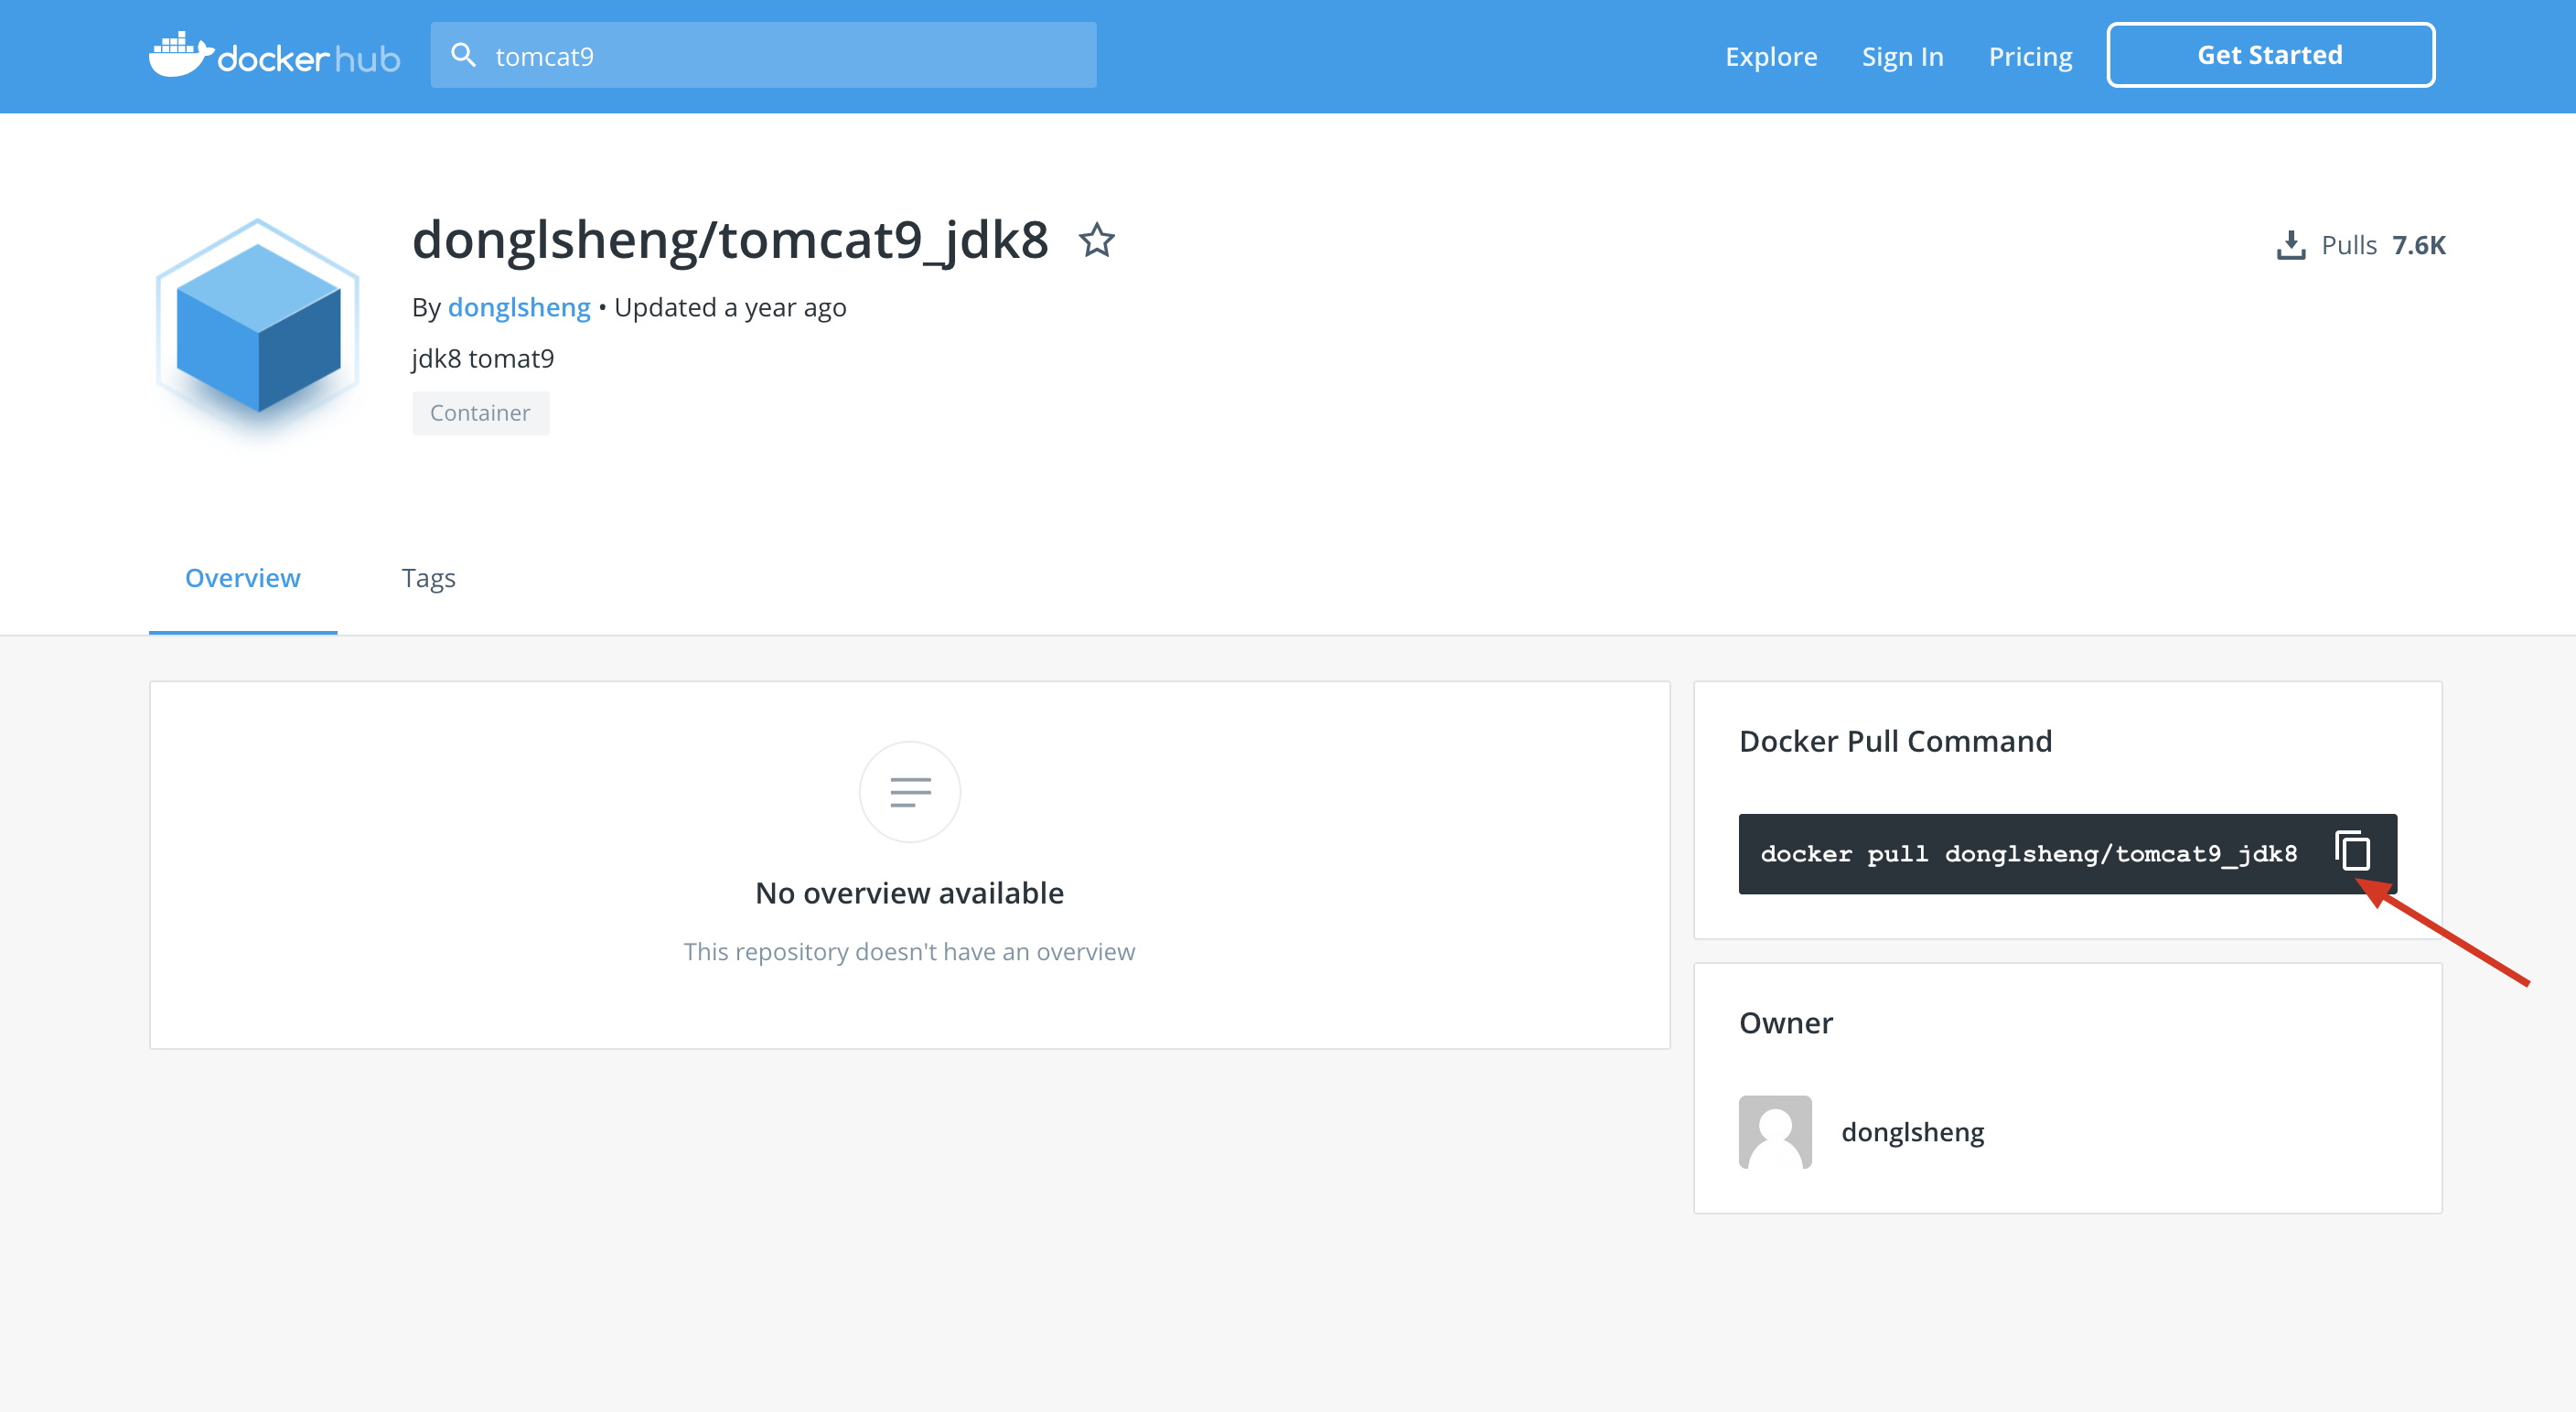 docker hub
tomcat9
Explore
Sign In
Pricing
Get Started
donglsheng/tomcat9_jdk8
Pulls 7.6K
By donglsheng • Updated a year ago
jdk8 tomat9
Container
Overview
Tags
No overview available
This repository doesn't have an overview
Docker Pull Command
docker pull donglsheng/tomcat9_jdk8
Owner
donglsheng